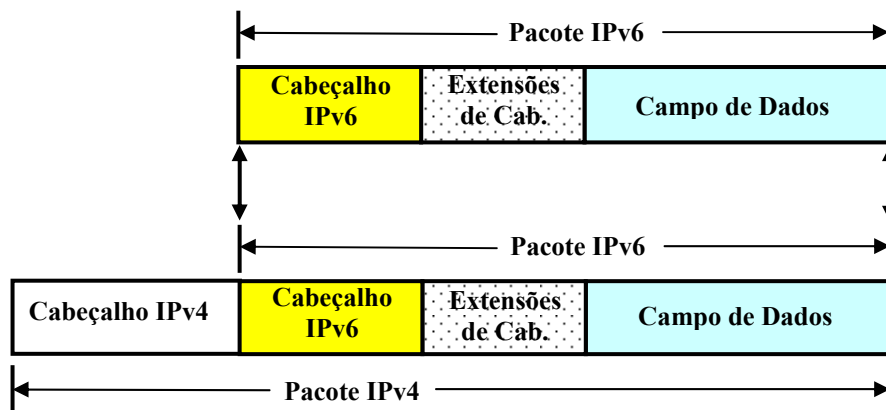 Pacote IPv6
Cabeçalho
IPv6
Extensões
de Cab.
Campo de Dados
Pacote IPv6
Cabeçalho IPv4
Cabeçalho
IPv6
Extensões
de Cab.
Campo de Dados
Pacote IPv4